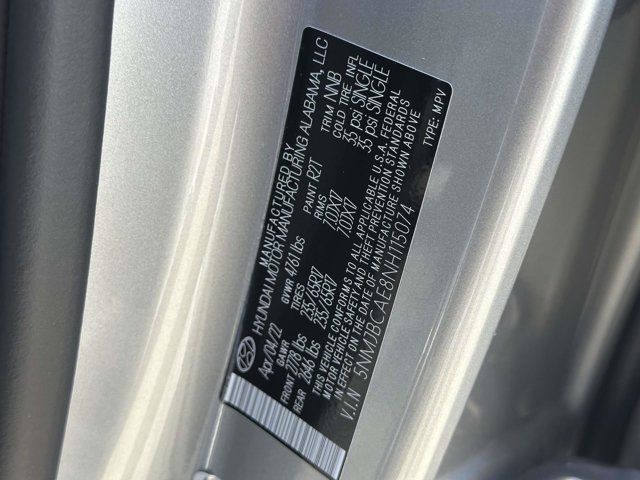 MANUFACTURED BY
HYUNDAI MOTOR MANUFACTURING ALABAMA, LLC
Apr/04/22 GVWR 4761 lbs PAINT R2T TRIM NNB
GAWR TIRES RIMS COLD TIRE INFL
FRONT 2778 lbs 235/65R17 7.0JX17 35 psi SINGLE
REAR 2646 lbs 235/65R17 7.0JX17 35 psi SINGLE
THIS VEHICLE CONFORMS TO ALL APPLICABLE U.S.A. FEDERAL
MOTOR VEHICLE SAFETY AND THEFT PREVENTION STANDARDS
IN EFFECT ON THE DATE OF MANUFACTURE SHOWN ABOVE
V.I.N 5NMJBCAE8NH115074 TYPE: MPV